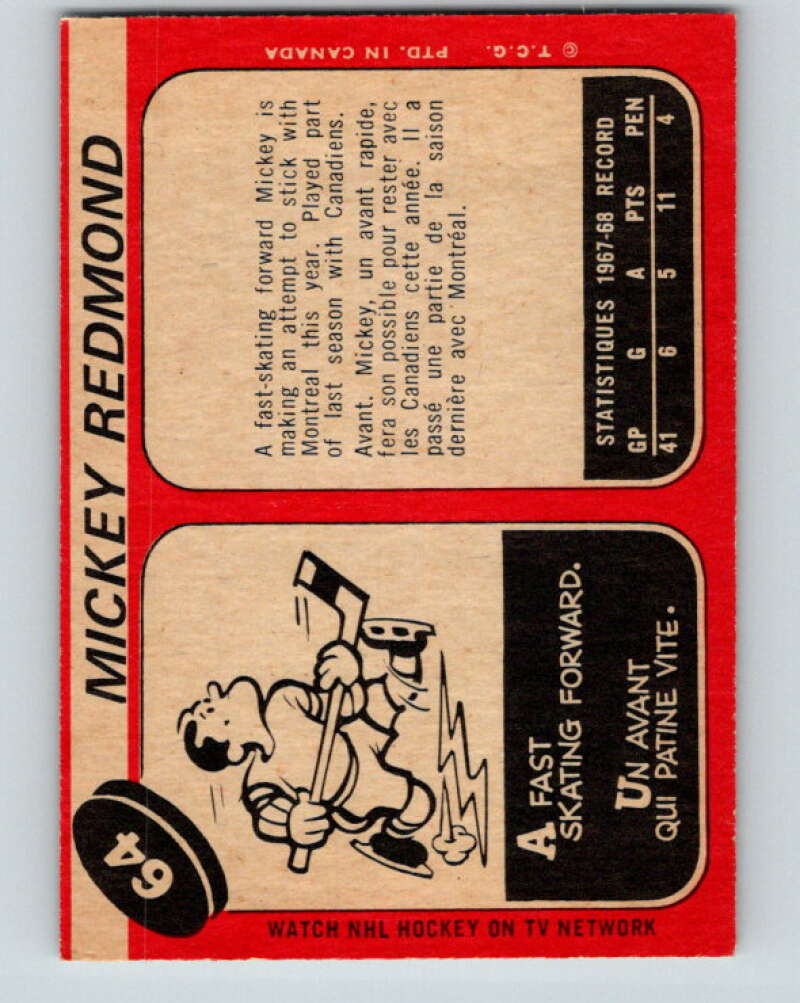 64
MICKEY REDMOND
A FAST
SKATING FORWARD.
UN AVANT
QUI PATINE VITE.
A fast-skating forward Mickey is
making an attempt to stick with
Montreal this year. Played part
of last season with Canadiens.
Avant. Mickey, un avant rapide,
fera son possible pour rester avec
les Canadiens cette année. Il a
passé une partie de la saison
dernière avec Montréal.
STATISTIQUES 1967-68 RECORD
GP G A PTS PEN
41 6 5 11 4
WATCH NHL HOCKEY ON TV NETWORK
© T.C.G. PTD. IN CANADA